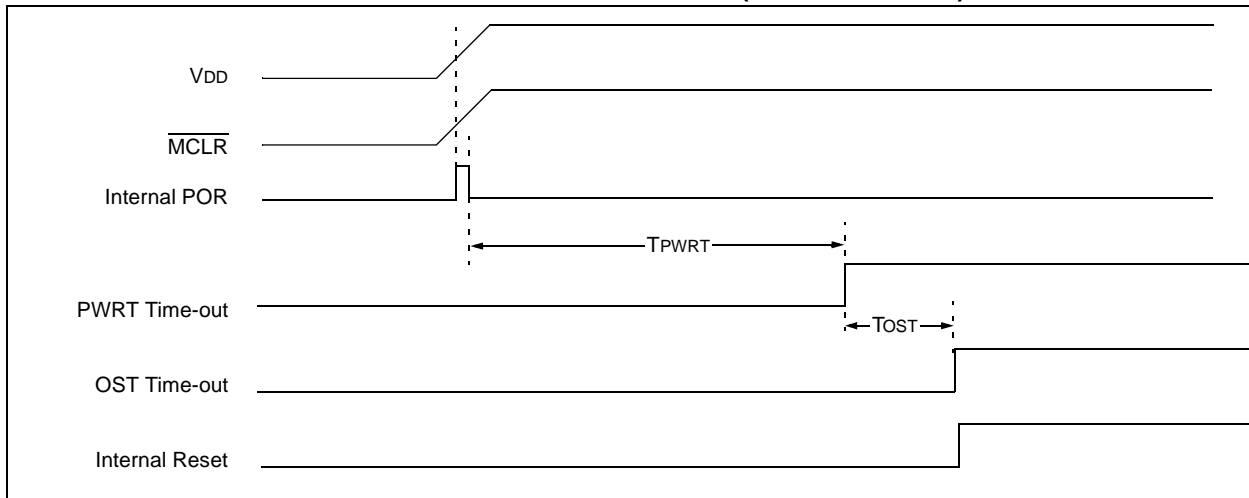 VDD
MCLR
Internal POR
TPWRT
PWRT Time-out
TOST
OST Time-out
Internal Reset